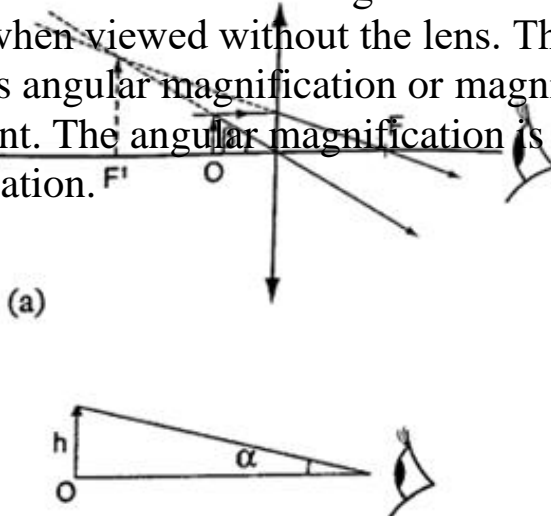 when viewed without the lens. Th
s angular magnification or magni
nt. The angular magnification is
F
ation. F' O
(a)
h α
O